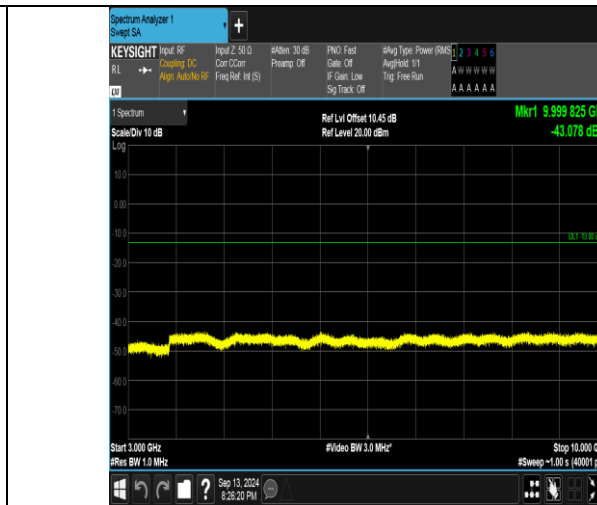 Spectrum Analyzer 1
Swept SA
+
KEYSIGHT Input: RF Input Z: 50 Ω #Atten: 30 dB PNO: Fast #Avg Type: Power (RMS 1 2 3 4 5 6
RL Coupling: DC Corr CCorr Preamp: Off Gate: Off Avg|Hold: 1/1 A W W W W W
Align: Auto/No RF Freq Ref: Int (S) IF Gain: Low Trig: Free Run
Sig Track: Off A A A A A A
LXI
1 Spectrum
Ref Lvl Offset 10.45 dB
Mkr1 9.999 825 G
Scale/Div 10 dB
Ref Level 20.00 dBm
-43.078 dB
Log
10.0
0.00
-10.0
-20.0
-30.0
-40.0
-50.0
-60.0
-70.0
Start 3.000 GHz #Video BW 3.0 MHz* Stop 10.000 G
#Res BW 1.0 MHz #Sweep ~1.00 s (40001 p
? Sep 13, 2024
8:26:20 PM